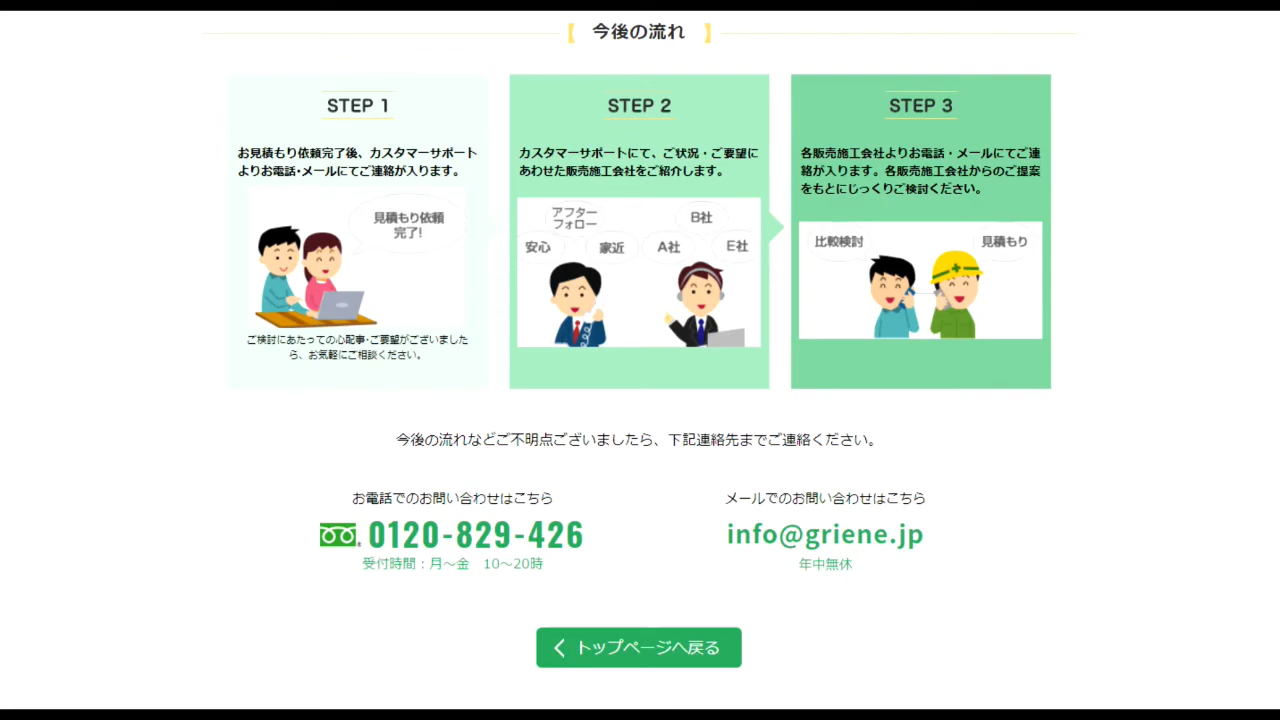 【 今後の流れ 】
STEP 1
お見積もり依頼完了後、カスタマーサポート
よりお電話･メールにてご連絡が入ります。
見積もり依頼
完了!
ご検討にあたっての心配事･ご要望がございました
ら、お気軽にご相談ください。
STEP 2
カスタマーサポートにて、ご状況・ご要望に
あわせた販売施工会社をご紹介します。
アフター
フォロー
B社
安心
家近
A社
E社
STEP 3
各販売施工会社よりお電話・メールにてご連
絡が入ります。各販売施工会社からのご提案
をもとにじっくりご検討ください。
比較検討
見積もり
今後の流れなどご不明点ございましたら、下記連絡先までご連絡ください。
お電話でのお問い合わせはこちら
0120-829-426
受付時間：月〜金　10〜20時
メールでのお問い合わせはこちら
info@griene.jp
年中無休
トップページへ戻る